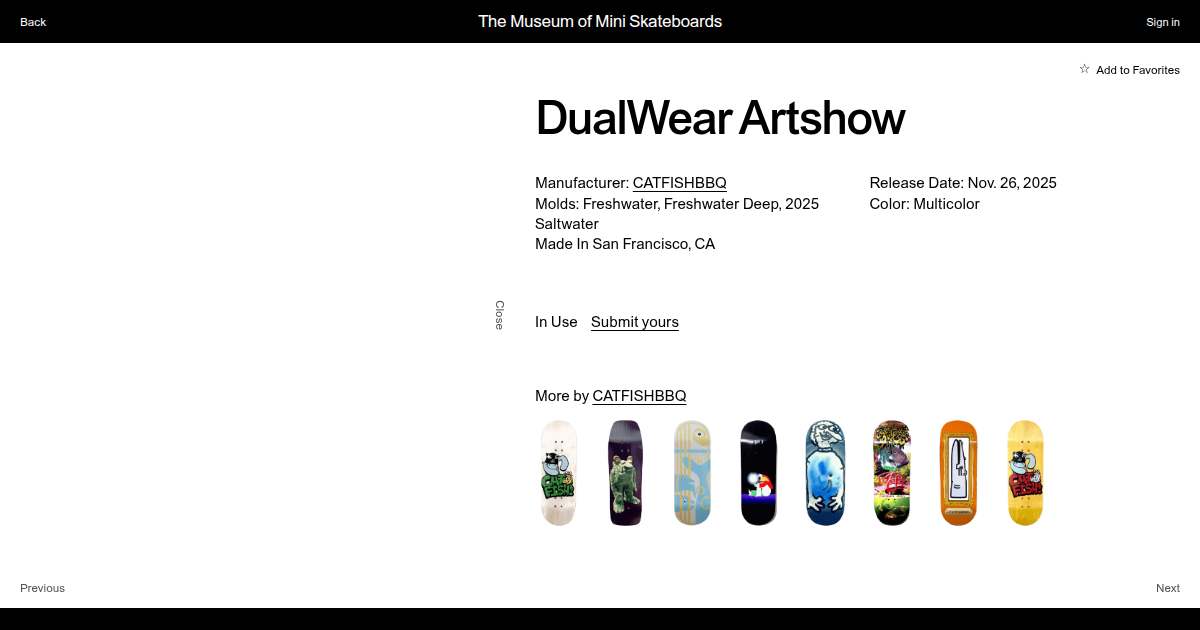 Back
The Museum of Mini Skateboards
Sign in
☆ Add to Favorites
DualWear Artshow
Manufacturer: CATFISHBBQ
Molds: Freshwater, Freshwater Deep, 2025
Saltwater
Made In San Francisco, CA
Release Date: Nov. 26, 2025
Color: Multicolor
Close
In Use Submit yours
More by CATFISHBBQ
Previous
Next